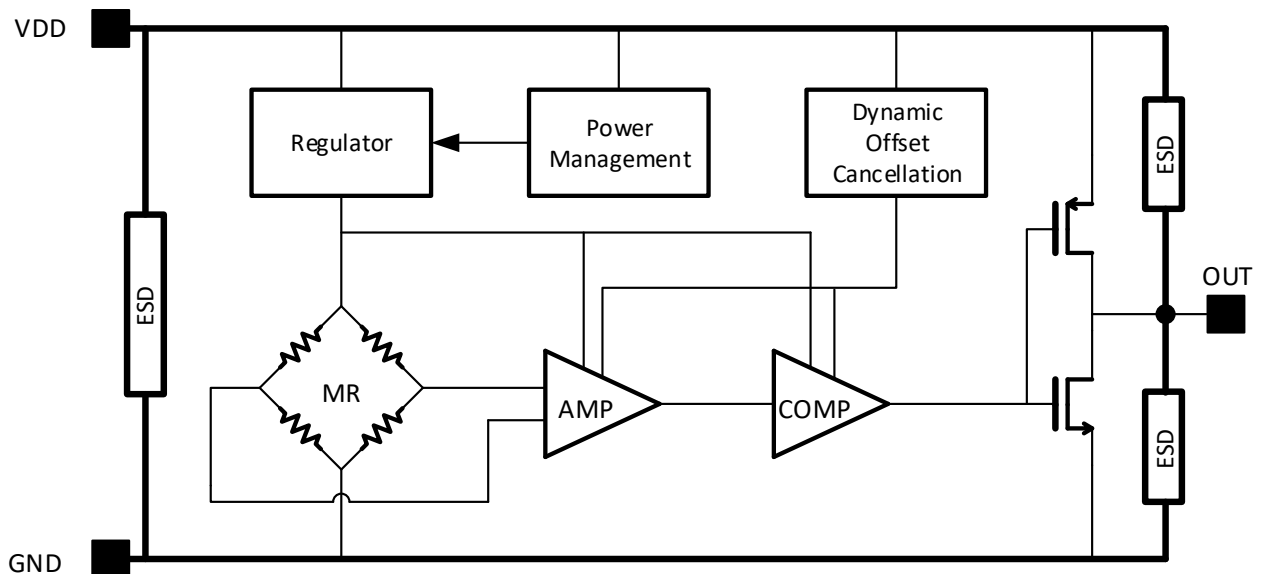 VDD
Regulator
Power
Management
Dynamic
Offset
Cancellation
ESD
ESD
OUT
MR
AMP
COMP
ESD
GND